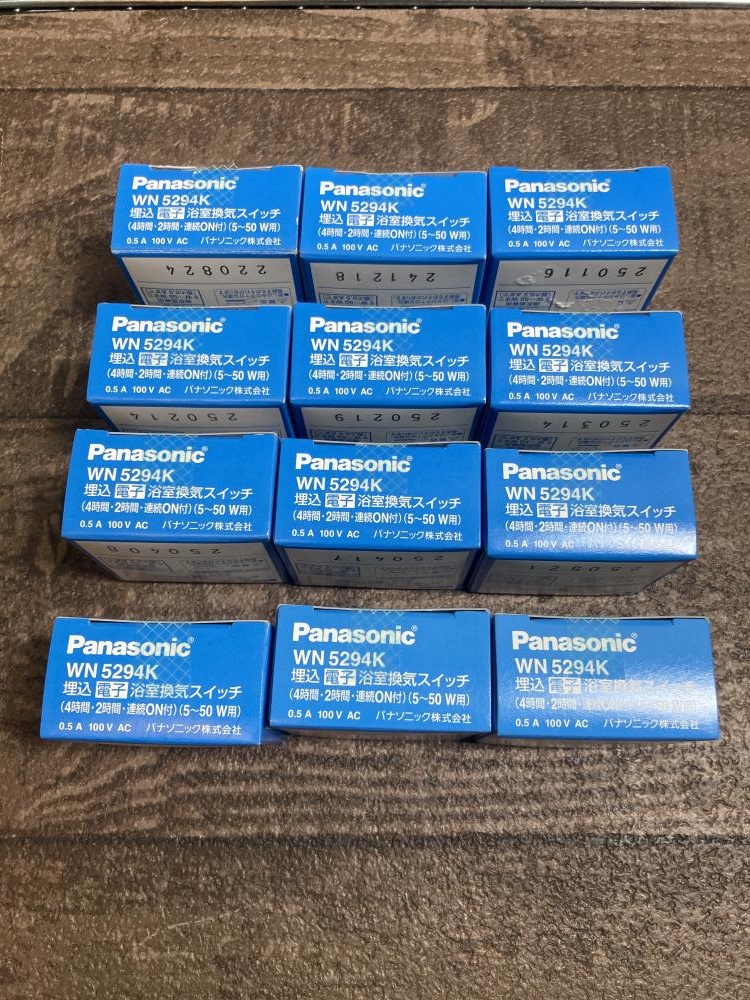 Panasonic®
WN 5294K
埋込 電子 浴室換気スイッチ
(4時間・2時間・連続ON付)(5〜50 W用)
0.5 A 100 V AC パナソニック株式会社
220824
Panasonic®
WN 5294K
埋込 電子 浴室換気スイッチ
(4時間・2時間・連続ON付)(5〜50 W用)
0.5 A 100 V AC パナソニック株式会社
241218
Panasonic®
WN 5294K
埋込 電子 浴室換気スイッチ
(4時間・2時間・連続ON付)(5〜50 W用)
0.5 A 100 V AC パナソニック株式会社
250116
Panasonic®
WN 5294K
埋込 電子 浴室換気スイッチ
(4時間・2時間・連続ON付)(5〜50 W用)
0.5 A 100 V AC パナソニック株式会社
250214
Panasonic®
WN 5294K
埋込 電子 浴室換気スイッチ
(4時間・2時間・連続ON付)(5〜50 W用)
0.5 A 100 V AC パナソニック株式会社
250219
Panasonic®
WN 5294K
埋込 電子 浴室換気スイッチ
(4時間・2時間・連続ON付)(5〜50 W用)
0.5 A 100 V AC パナソニック株式会社
250314
Panasonic®
WN 5294K
埋込 電子 浴室換気スイッチ
(4時間・2時間・連続ON付)(5〜50 W用)
0.5 A 100 V AC パナソニック株式会社
Panasonic®
WN 5294K
埋込 電子 浴室換気スイッチ
(4時間・2時間・連続ON付)(5〜50 W用)
0.5 A 100 V AC パナソニック株式会社
250417
Panasonic®
WN 5294K
埋込 電子 浴室換気スイッチ
(4時間・2時間・連続ON付)(5〜50 W用)
0.5 A 100 V AC パナソニック株式会社
250521
Panasonic®
WN 5294K
埋込 電子 浴室換気スイッチ
(4時間・2時間・連続ON付)(5〜50 W用)
0.5 A 100 V AC パナソニック株式会社
Panasonic®
WN 5294K
埋込 電子 浴室換気スイッチ
(4時間・2時間・連続ON付)(5〜50 W用)
0.5 A 100 V AC パナソニック株式会社
Panasonic®
WN 5294K
埋込 電子 浴室換気スイッチ
(4時間・2時間・連続ON付)(5〜50 W用)
0.5 A 100 V AC パナソニック株式会社